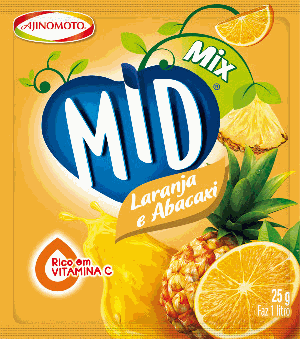 AJINOMOTO
Mix
MID
Laranja
e Abacaxi
Rico em
VITAMINA C
25 g
Faz 1 litro